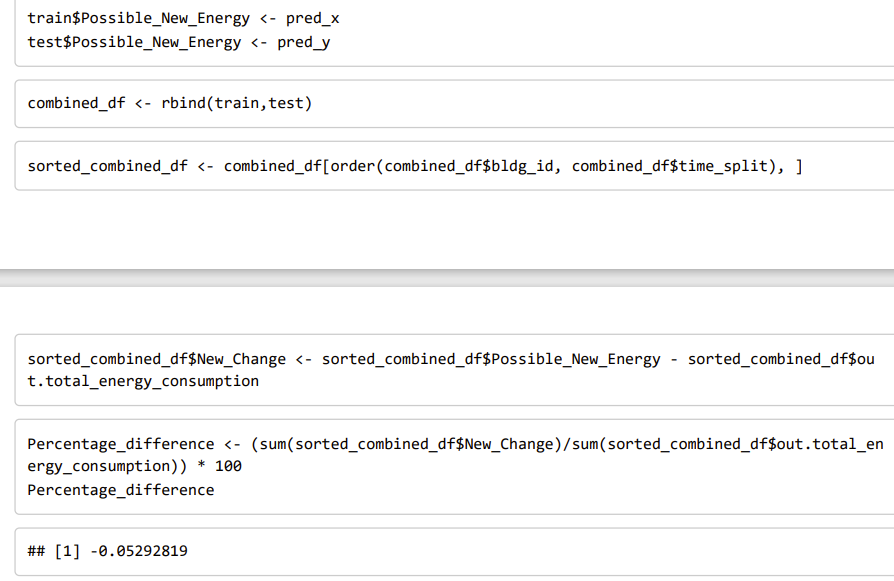 train$Possible_New_Energy <- pred_x
test$Possible_New_Energy <- pred_y
combined_df <- rbind(train,test)
sorted_combined_df <- combined_df[order(combined_df$bldg_id, combined_df$time_split), ]
sorted_combined_df$New_Change <- sorted_combined_df$Possible_New_Energy - sorted_combined_df$ou
t.total_energy_consumption
Percentage_difference <- (sum(sorted_combined_df$New_Change)/sum(sorted_combined_df$out.total_en
ergy_consumption)) * 100
Percentage_difference
## [1] -0.05292819